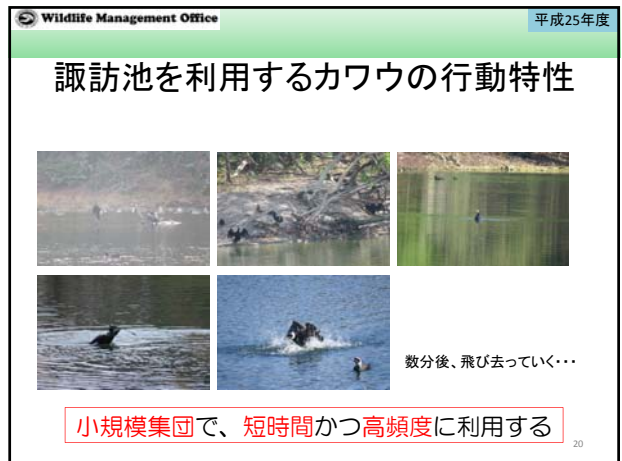 Wildlife Management Office
平成25年度
諏訪池を利用するカワウの行動特性
数分後、飛び去っていく・・・
小規模集団で、短時間かつ高頻度に利用する
20